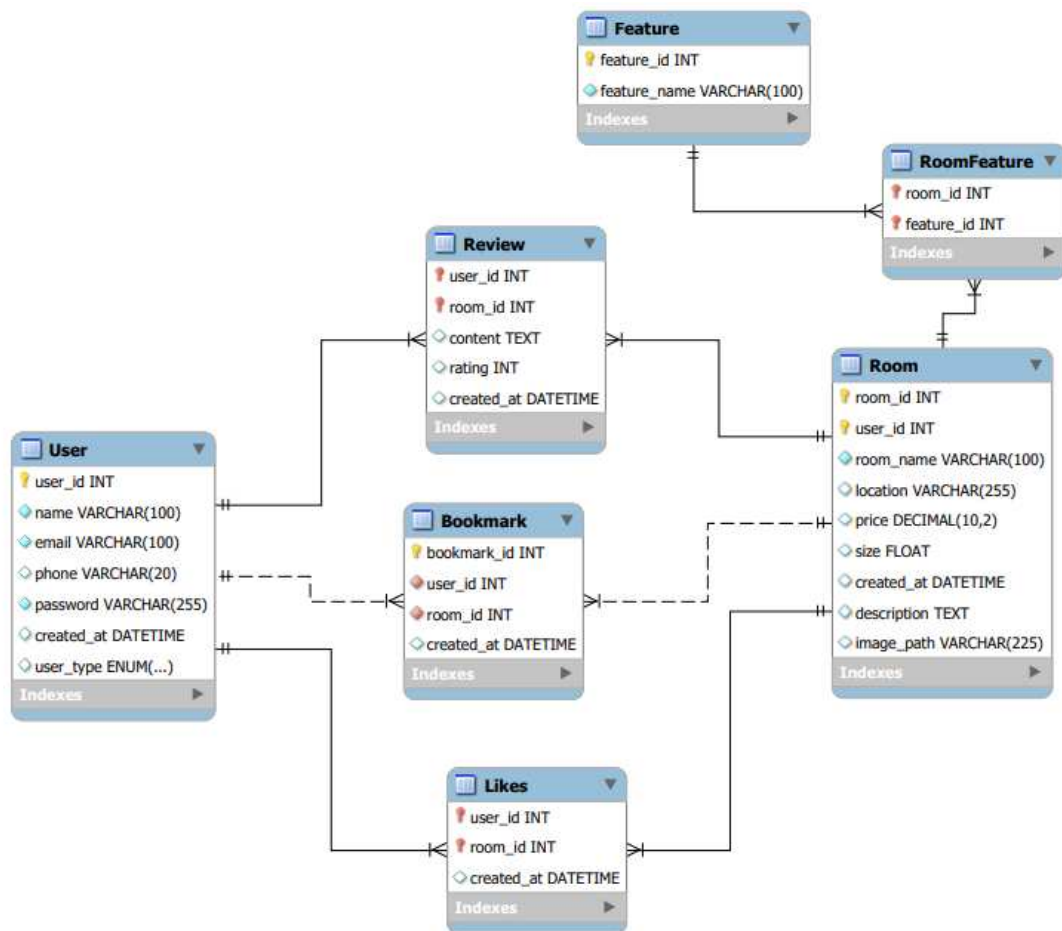 Feature
feature_id INT
feature_name VARCHAR(100)
Indexes
RoomFeature
room_id INT
feature_id INT
Indexes
Review
user_id INT
room_id INT
content TEXT
rating INT
created_at DATETIME
Indexes
Room
room_id INT
user_id INT
room_name VARCHAR(100)
location VARCHAR(255)
price DECIMAL(10,2)
size FLOAT
created_at DATETIME
description TEXT
image_path VARCHAR(225)
Indexes
User
user_id INT
name VARCHAR(100)
email VARCHAR(100)
phone VARCHAR(20)
password VARCHAR(255)
created_at DATETIME
user_type ENUM(...)
Indexes
Bookmark
bookmark_id INT
user_id INT
room_id INT
created_at DATETIME
Indexes
Likes
user_id INT
room_id INT
created_at DATETIME
Indexes